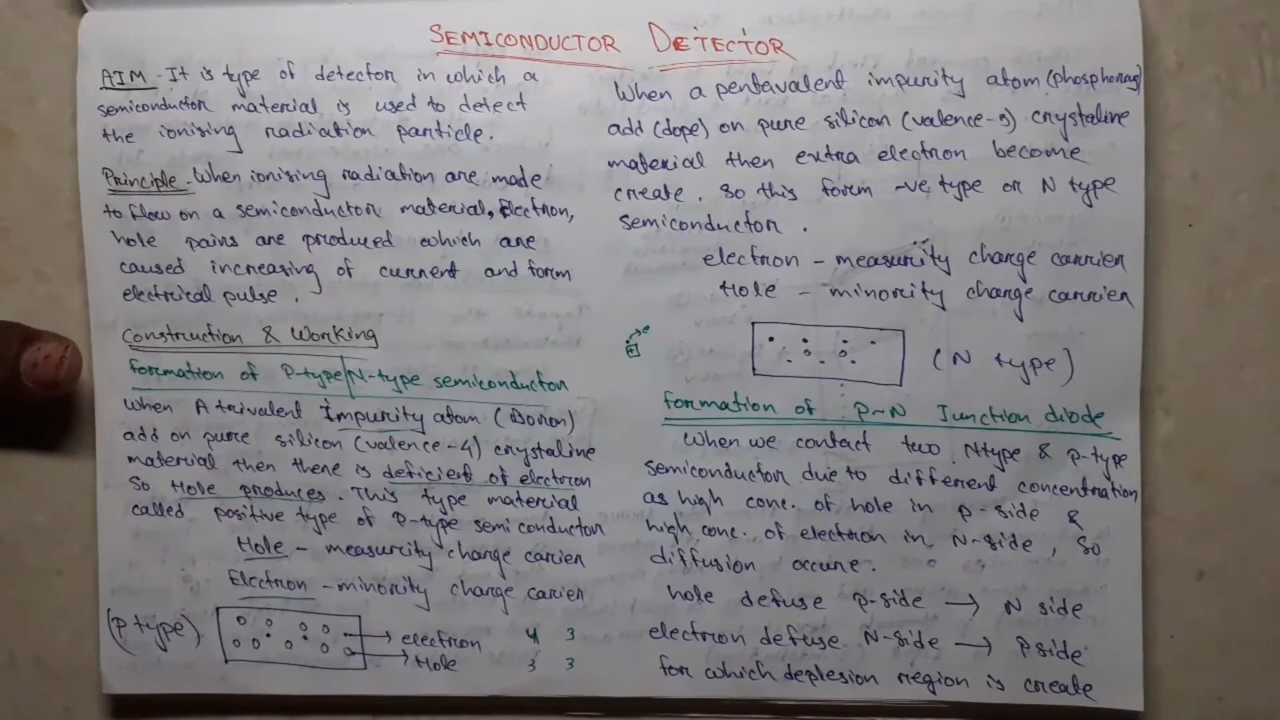 SEMICONDUCTOR DETECTOR
AIM - It is type of detector in which a
semiconductor material is used to detect
the ionising radiation particle.
Principle - When ionising radiation are made
to flow on a semiconductor material, Electron,
hole pairs are produced which are
caused increasing of current and form
electrical pulse.
Construction & Working
formation of P-type/N-type semiconductor
When A trivalent Impurity atom (Boron)
add on pure silicon (valence-4) crystaline
material then there is deficient of electron
So Hole produces. This type material
called positive type of P-type semiconductor
Hole - measurity change carrier
Electron - minority change carier
(P type)
electron
Hole
4 3
3 3
When a pentavalent impurity atom (phosphorus)
add (dope) on pure silicon (valence-5) crystaline
material then extra electron become
create. So this form -ve type or N type
semiconductor.
electron - measurity change carrier
Hole - minority change carrier
e
(N type)
formation of P-N Junction diode
When we contact two N type & p-type
semiconductor due to different concentration
as high conc. of hole in p-side &
high conc. of electron in N-side, So
diffusion occure.
hole defuse p-side → N side
electron defuse N-side → P side
for which deplesion region is create